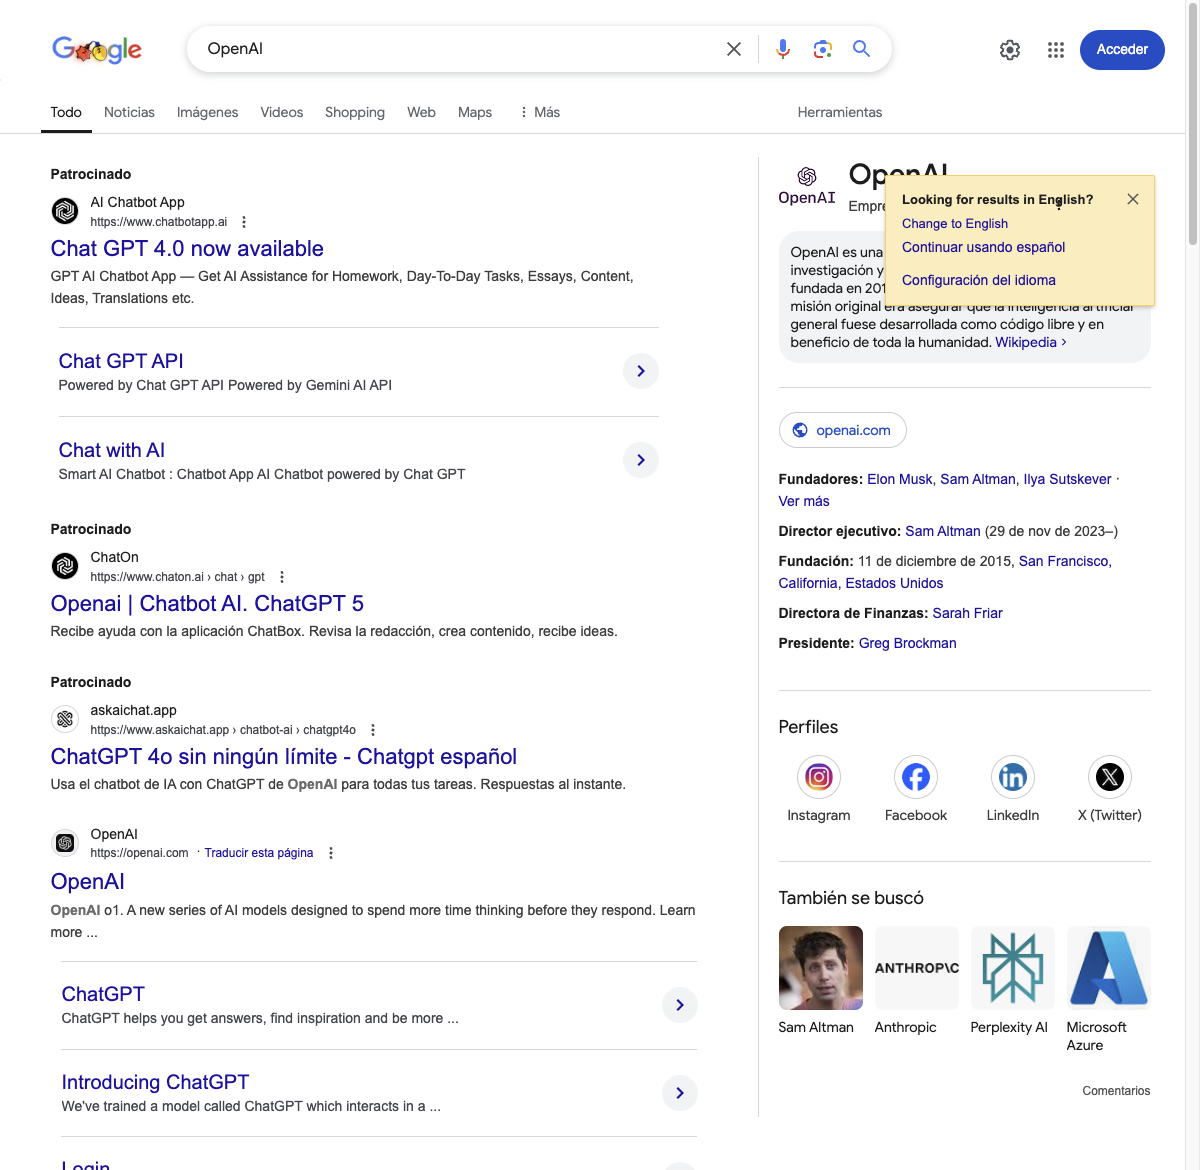 Google
OpenAI
Acceder
Todo
Noticias
Imágenes
Videos
Shopping
Web
Maps
Más
Herramientas
Patrocinado
AI Chatbot App
https://www.chatbotapp.ai
Chat GPT 4.0 now available
GPT AI Chatbot App — Get AI Assistance for Homework, Day-To-Day Tasks, Essays, Content,
Ideas, Translations etc.
Chat GPT API
Powered by Chat GPT API Powered by Gemini AI API
Chat with AI
Smart AI Chatbot : Chatbot App AI Chatbot powered by Chat GPT
Patrocinado
ChatOn
https://www.chaton.ai › chat › gpt
Openai | Chatbot AI. ChatGPT 5
Recibe ayuda con la aplicación ChatBox. Revisa la redacción, crea contenido, recibe ideas.
Patrocinado
askaichat.app
https://www.askaichat.app › chatbot-ai › chatgpt4o
ChatGPT 4o sin ningún límite - Chatgpt español
Usa el chatbot de IA con ChatGPT de OpenAI para todas tus tareas. Respuestas al instante.
OpenAI
https://openai.com · Traducir esta página
OpenAI
OpenAI o1. A new series of AI models designed to spend more time thinking before they respond. Learn
more ...
ChatGPT
ChatGPT helps you get answers, find inspiration and be more ...
Introducing ChatGPT
We've trained a model called ChatGPT which interacts in a ...
Login
OpenAI
OpenAI
Looking for results in English?
Change to English
Continuar usando español
Configuración del idioma
OpenAI es una
investigación y
fundada en 201
misión original era asegurar que la inteligencia artificial
general fuese desarrollada como código libre y en
beneficio de toda la humanidad. Wikipedia ›
openai.com
Fundadores: Elon Musk, Sam Altman, Ilya Sutskever ·
Ver más
Director ejecutivo: Sam Altman (29 de nov de 2023–)
Fundación: 11 de diciembre de 2015, San Francisco,
California, Estados Unidos
Directora de Finanzas: Sarah Friar
Presidente: Greg Brockman
Perfiles
Instagram
Facebook
LinkedIn
X (Twitter)
También se buscó
ANTHROP\C
Sam Altman
Anthropic
Perplexity AI
Microsoft
Azure
Comentarios